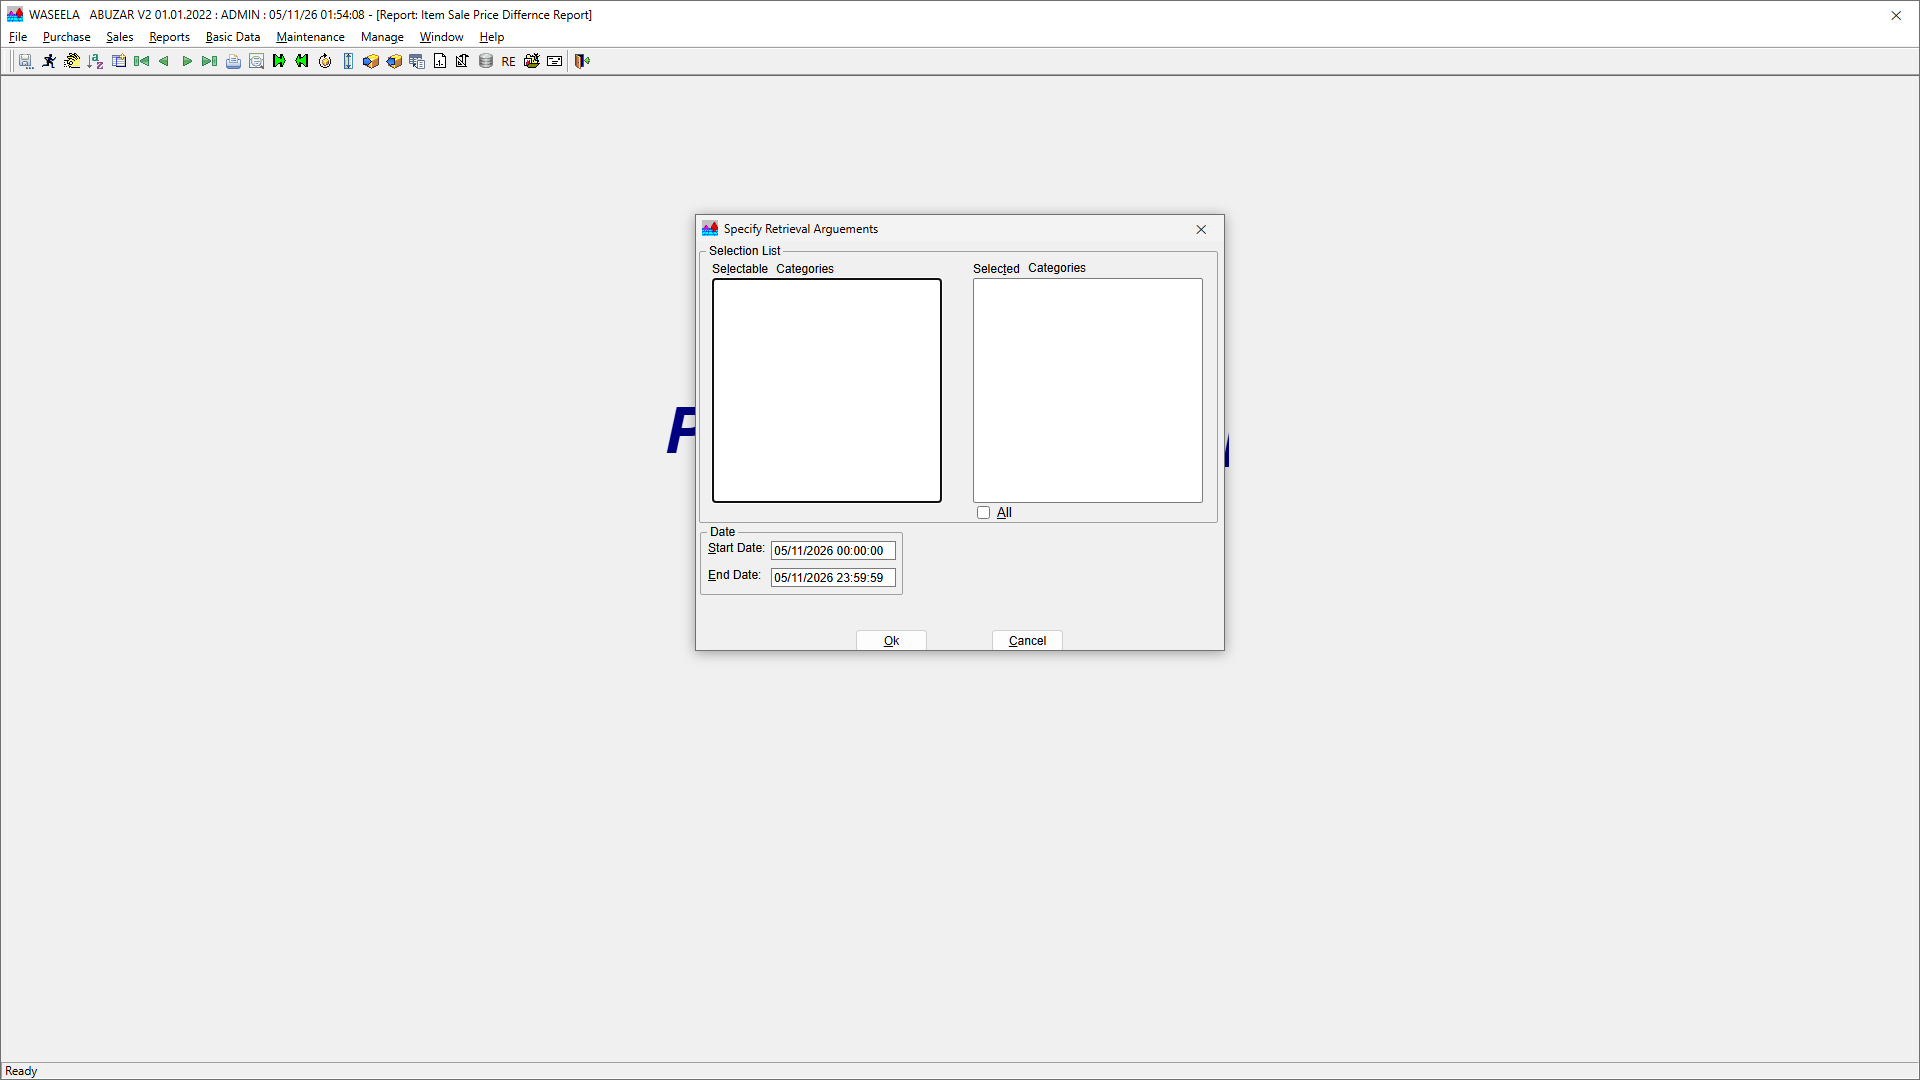 WASEELA   ABUZAR V2 01.01.2022 : ADMIN : 05/11/26 01:54:08 - [Report: Item Sale Price Differnce Report]
File Purchase Sales Reports Basic Data Maintenance Manage Window Help
RE
Specify Retrieval Arguements
Selection List
Selectable Categories Selected Categories
All
Date
Start Date: 05/11/2026 00:00:00
End Date: 05/11/2026 23:59:59
Ok Cancel
Ready